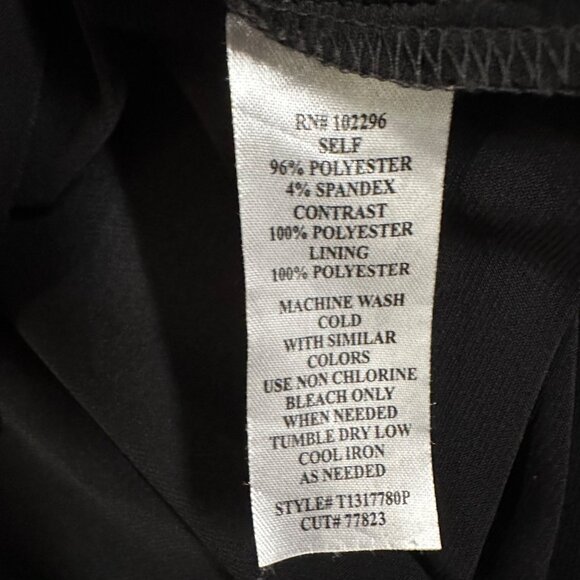 RN# 102296
SELF
96% POLYESTER
4% SPANDEX
CONTRAST
100% POLYESTER
LINING
100% POLYESTER
MACHINE WASH
COLD
WITH SIMILAR
COLORS
USE NON CHLORINE
BLEACH ONLY
WHEN NEEDED
TUMBLE DRY LOW
COOL IRON
AS NEEDED
STYLE# T1317780P
CUT# 77823